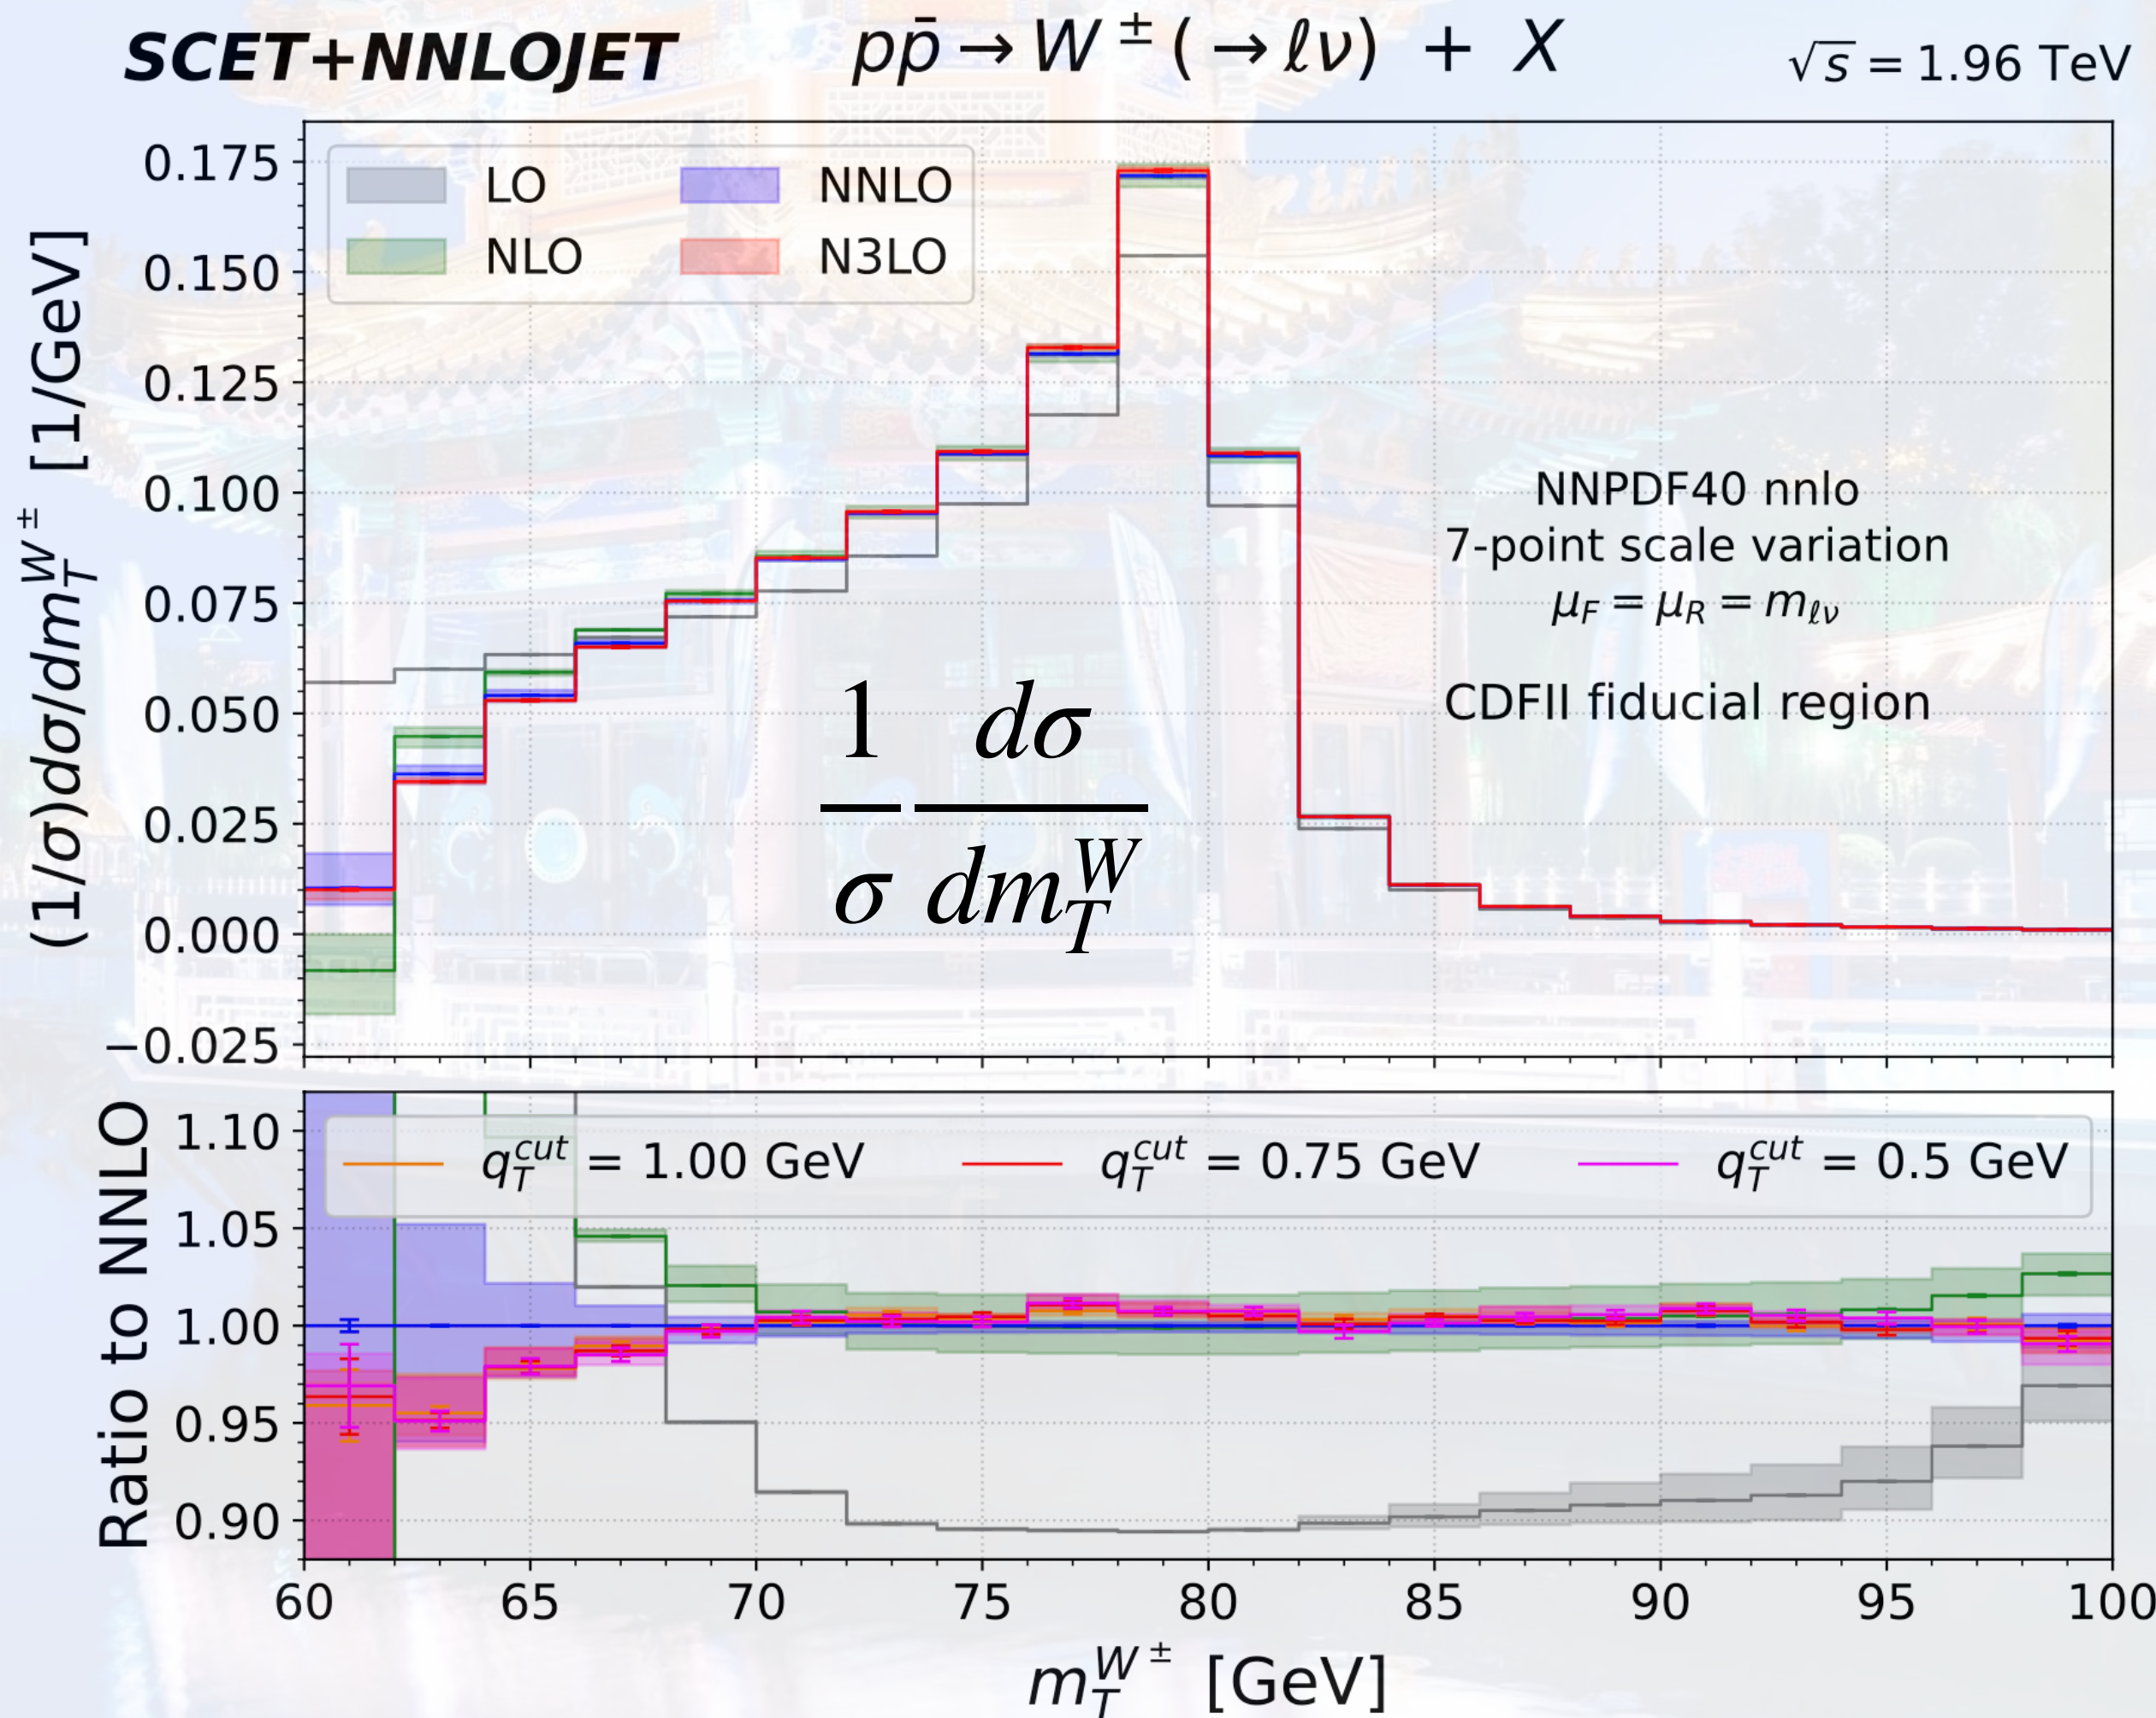 SCET+NNLOJET
pp̄ → W± (→ ℓν) + X
√s = 1.96 TeV
(1/σ)dσ/dm_T^{W±} [1/GeV]
0.175
0.150
0.125
0.100
0.075
0.050
0.025
0.000
−0.025
LO
NLO
NNLO
N3LO
NNPDF40 nnlo
7-point scale variation
μ_F = μ_R = m_{ℓν}
CDFII fiducial region
1/σ dσ/dm_T^W
Ratio to NNLO
1.10
1.05
1.00
0.95
0.90
q_T^{cut} = 1.00 GeV
q_T^{cut} = 0.75 GeV
q_T^{cut} = 0.5 GeV
60 65 70 75 80 85 90 95 100
m_T^{W±} [GeV]